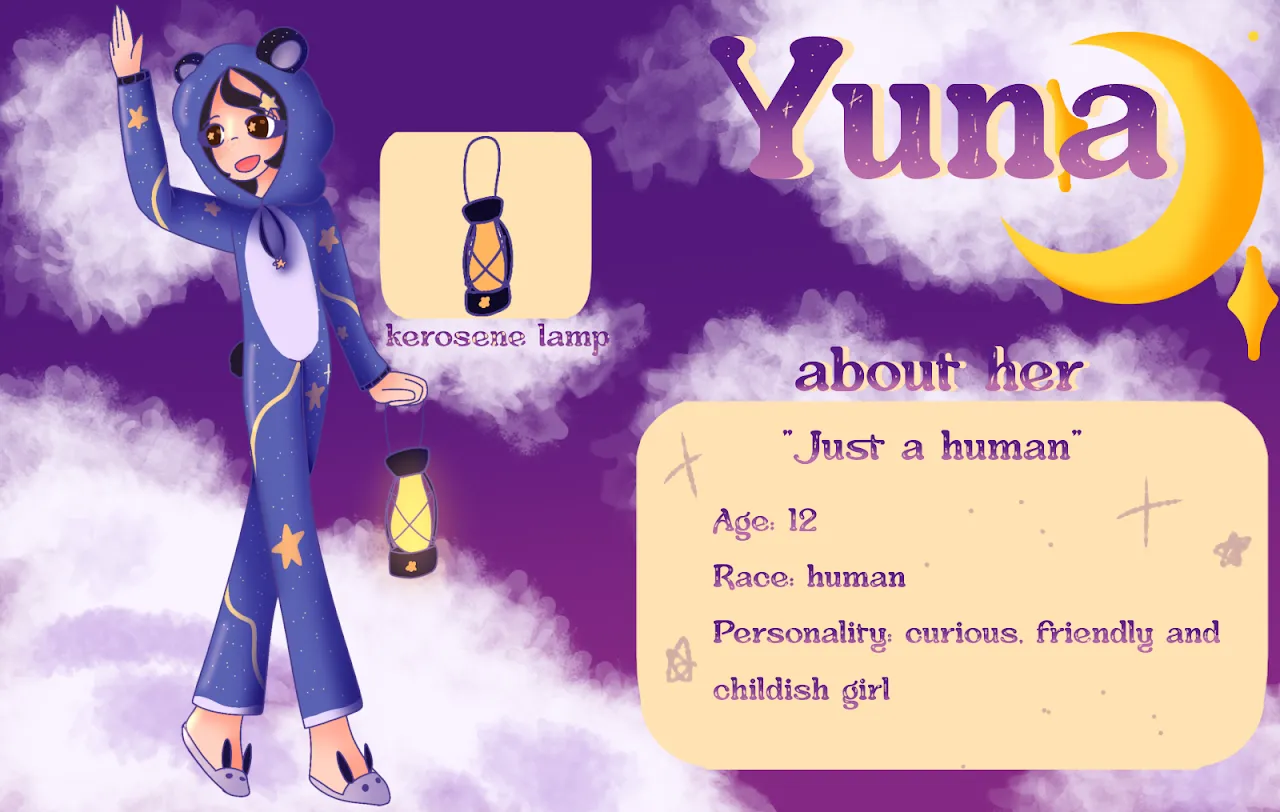 Yuna
kerosene lamp
about her
"Just a human"
Age: 12
Race: human
Personality: curious, friendly and
childish girl